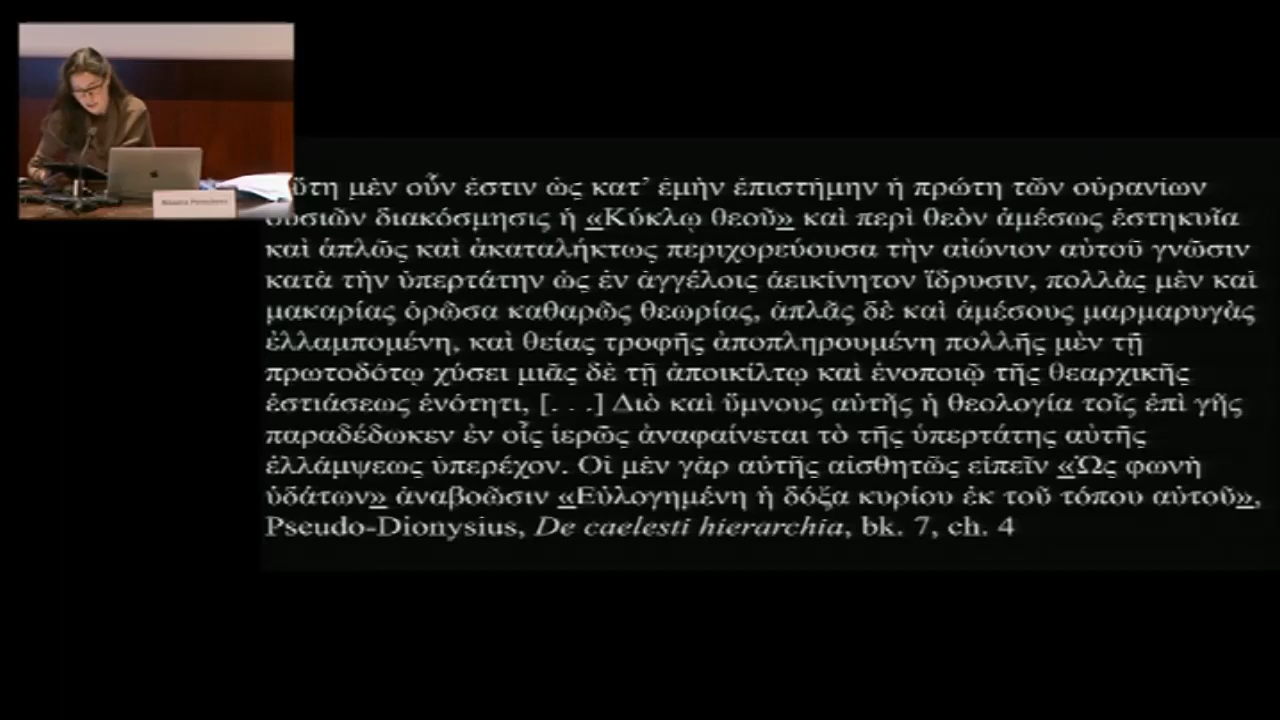 ὕτη μὲν οὖν ἐστιν ὡς κατ’ ἐμὴν ἐπιστήμην ἡ πρώτη τῶν οὐρανίων
οὐσιῶν διακόσμησις ἡ «Κύκλῳ θεοῦ» καὶ περὶ θεὸν ἀμέσως ἑστηκυῖα
καὶ ἁπλῶς καὶ ἀκαταλήκτως περιχορεύουσα τὴν αἰώνιον αὐτοῦ γνῶσιν
κατὰ τὴν ὑπερτάτην ὡς ἐν ἀγγέλοις ἀεικίνητον ἵδρυσιν, πολλὰς μὲν καὶ
μακαρίας ὁρῶσα καθαρῶς θεωρίας, ἁπλᾶς δὲ καὶ ἀμέσους μαρμαρυγὰς
ἐλλαμπομένη, καὶ θείας τροφῆς ἀποπληρουμένη πολλῆς μὲν τῇ
πρωτοδότῳ χύσει μιᾶς δὲ τῇ ἀποικίλτῳ καὶ ἑνοποιῷ τῆς θεαρχικῆς
ἑστιάσεως ἑνότητι, [. . .] Διὸ καὶ ὕμνους αὐτῆς ἡ θεολογία τοῖς ἐπὶ γῆς
παραδέδωκεν ἐν οἷς ἱερῶς ἀναφαίνεται τὸ τῆς ὑπερτάτης αὐτῆς
ἐλλάμψεως ὑπερέχον. Οἱ μὲν γὰρ αὐτῆς αἰσθητῶς εἰπεῖν «Ὡς φωνὴ
ὑδάτων» ἀναβοῶσιν «Εὐλογημένη ἡ δόξα κυρίου ἐκ τοῦ τόπου αὐτοῦ»,
Pseudo-Dionysius, De caelesti hierarchia, bk. 7, ch. 4